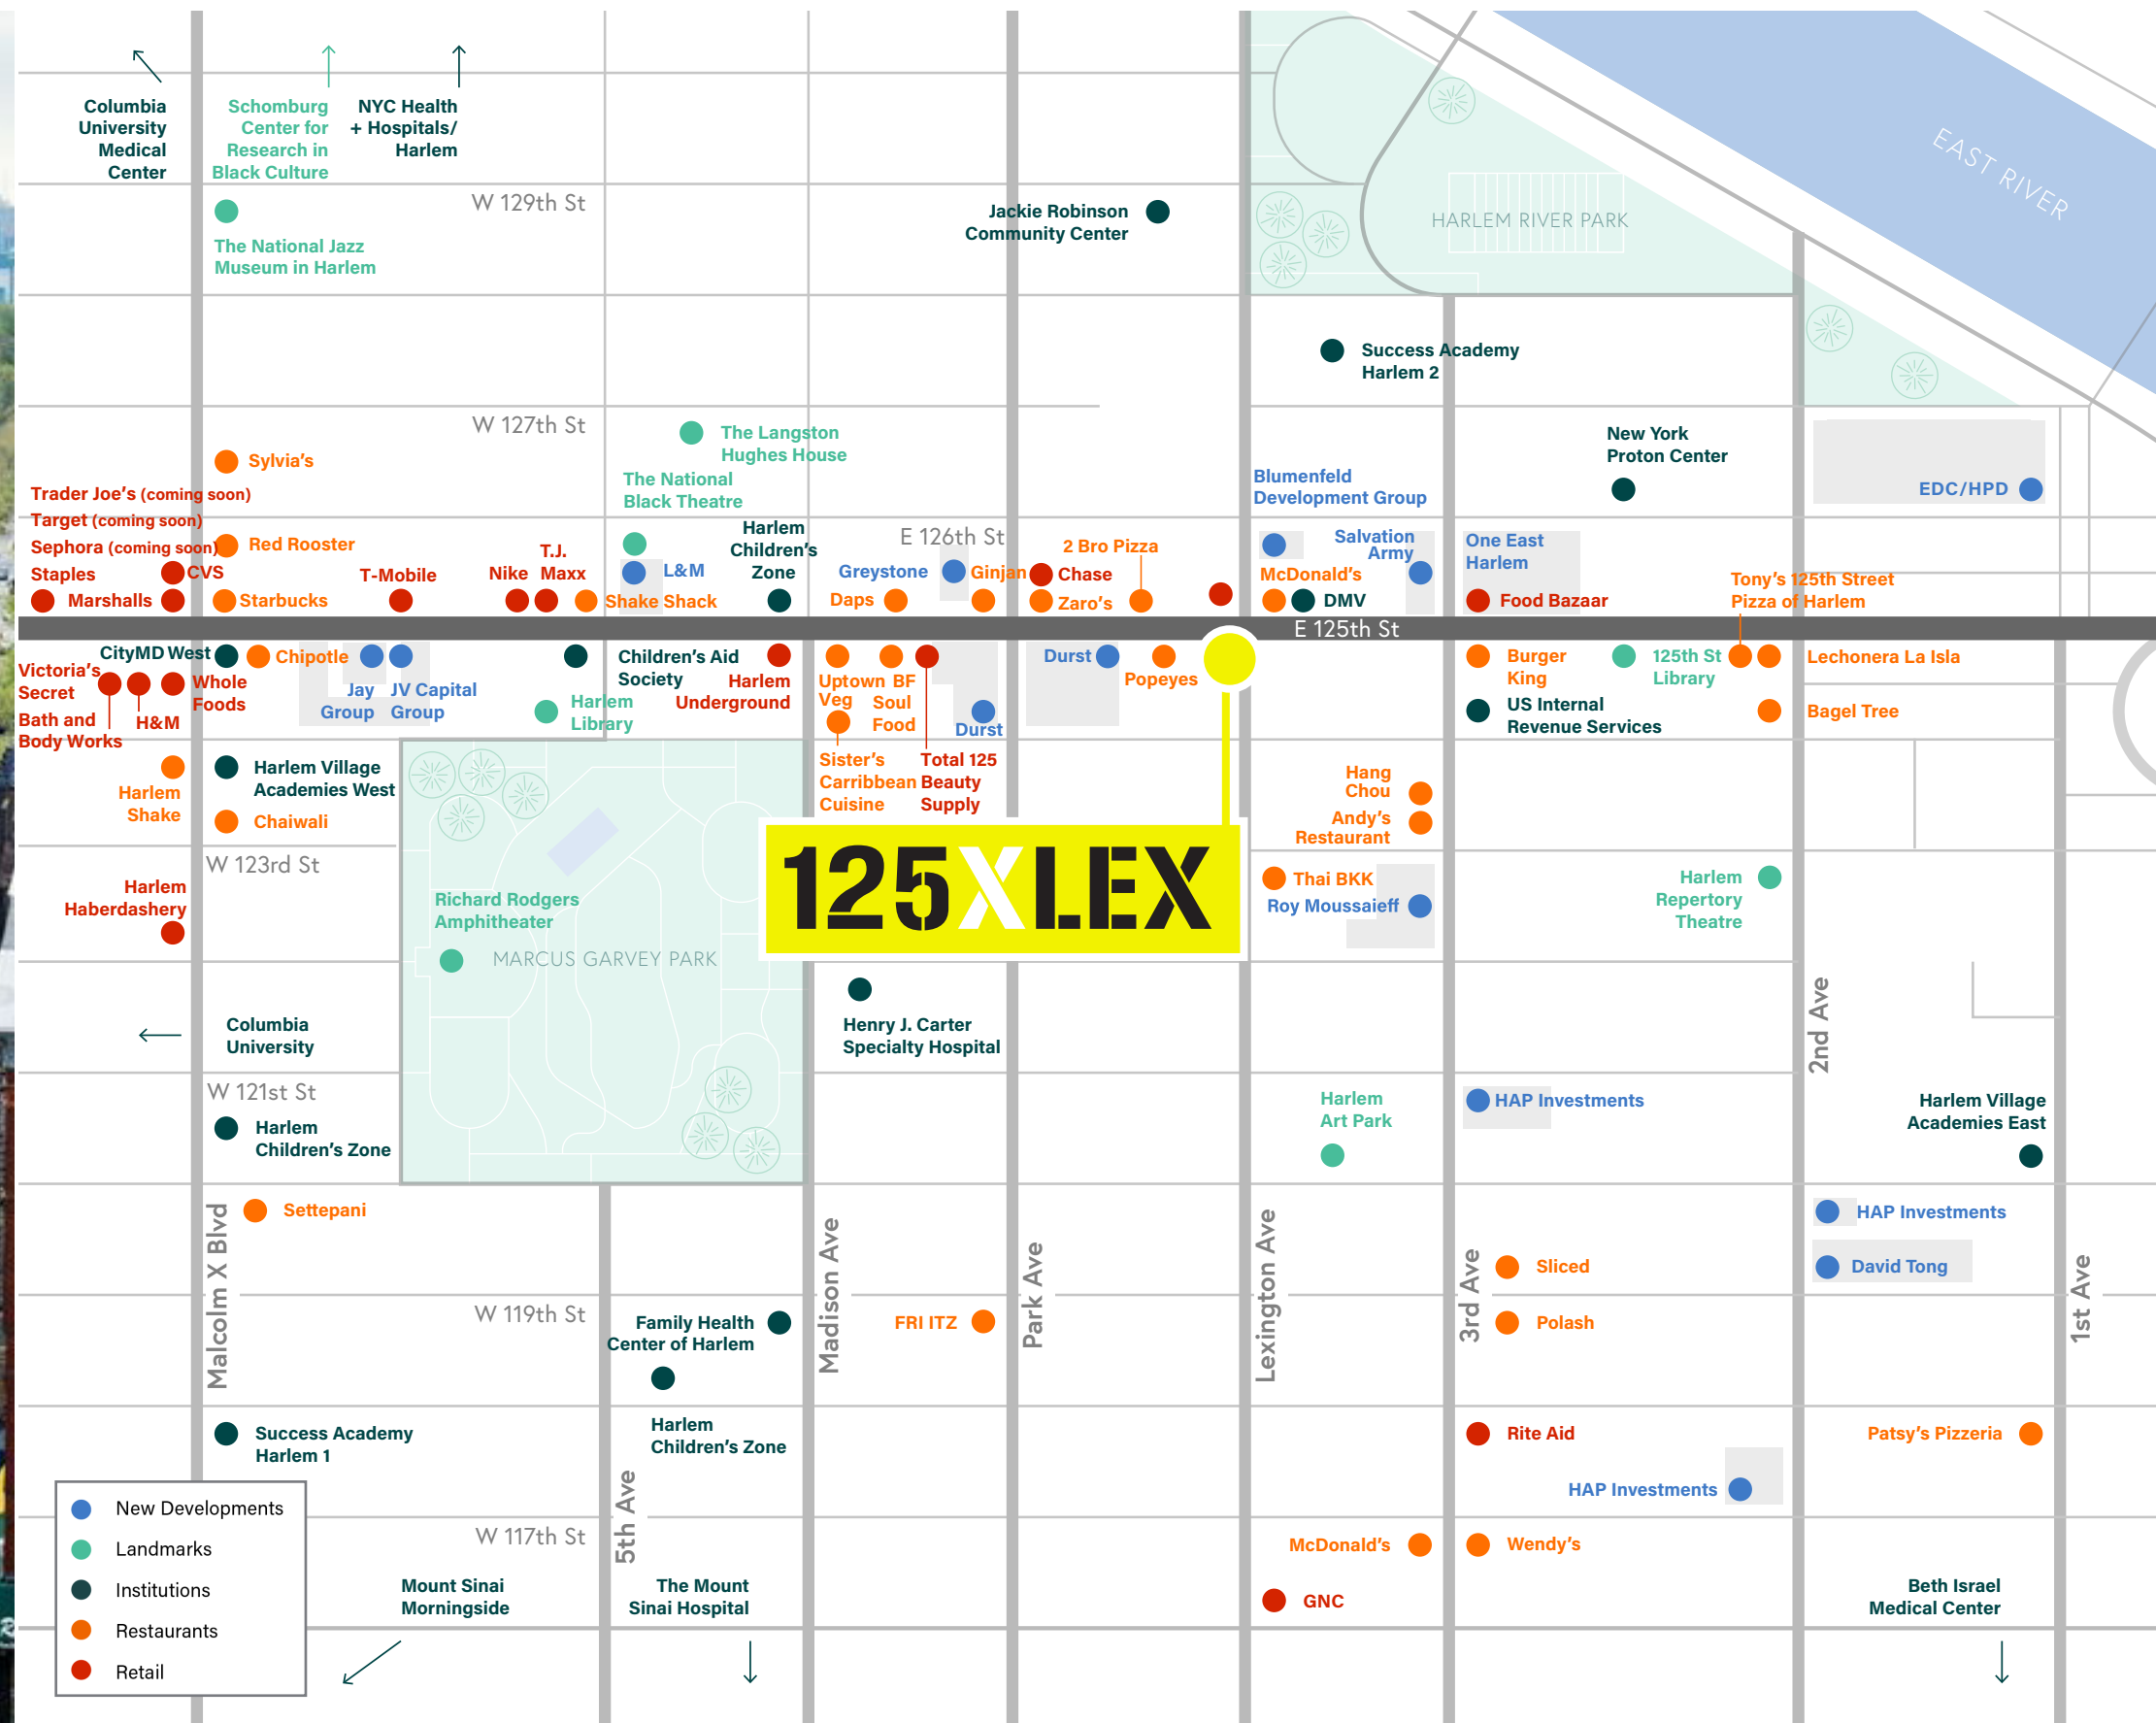 Columbia
University
Medical
Center
Schomburg
Center for
Research in
Black Culture
NYC Health
+ Hospitals/
Harlem
EAST RIVER
W 129th St
The National Jazz
Museum in Harlem
Jackie Robinson
Community Center
HARLEM RIVER PARK
Success Academy
Harlem 2
W 127th St
Sylvia's
The Langston
Hughes House
The National
Black Theatre
New York
Proton Center
Blumenfeld
Development Group
EDC/HPD
Trader Joe's (coming soon)
Target (coming soon)
Sephora (coming soon)
Staples
Marshalls
CVS
Red Rooster
Starbucks
T-Mobile
Nike
T.J.
Maxx
Shake Shack
L&M
Harlem
Children's
Zone
E 126th St
Greystone
Daps
Ginjan
Chase
Zaro's
2 Bro Pizza
McDonald's
DMV
Salvation
Army
One East
Harlem
Food Bazaar
Tony's 125th Street
Pizza of Harlem
E 125th St
CityMD West
Victoria's
Secret
Bath and
Body Works
H&M
Whole
Foods
Chipotle
Jay
Group
JV Capital
Group
Children's Aid
Society
Harlem
Library
Harlem
Underground
Uptown
Veg
BF
Soul
Food
Durst
Durst
Popeyes
Burger
King
125th St
Library
Lechonera La Isla
US Internal
Revenue Services
Bagel Tree
Harlem
Shake
Harlem Village
Academies West
Chaiwali
Sister's
Carribbean
Cuisine
Total 125
Beauty
Supply
Hang
Chou
Andy's
Restaurant
W 123rd St
125XLEX
Harlem
Haberdashery
Richard Rodgers
Amphitheater
MARCUS GARVEY PARK
Thai BKK
Roy Moussaieff
Harlem
Repertory
Theatre
Columbia
University
Henry J. Carter
Specialty Hospital
2nd Ave
W 121st St
Harlem
Children's Zone
Harlem
Art Park
HAP Investments
Harlem Village
Academies East
Settepani
HAP Investments
Sliced
David Tong
Malcolm X Blvd
Madison Ave
Park Ave
Lexington Ave
3rd Ave
1st Ave
W 119th St
Family Health
Center of Harlem
FRI ITZ
Polash
Success Academy
Harlem 1
Harlem
Children's Zone
Rite Aid
Patsy's Pizzeria
HAP Investments
5th Ave
W 117th St
McDonald's
Wendy's
GNC
Mount Sinai
Morningside
The Mount
Sinai Hospital
Beth Israel
Medical Center
New Developments
Landmarks
Institutions
Restaurants
Retail